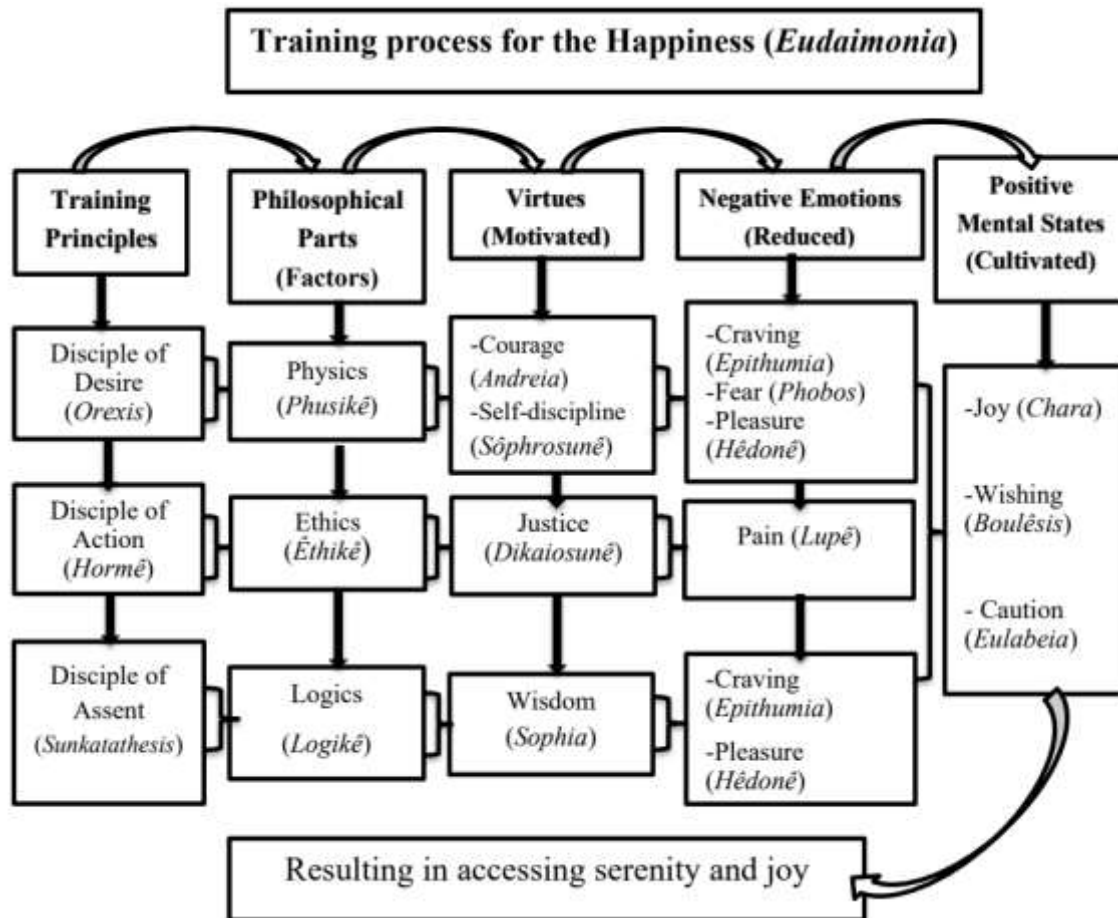 Training process for the Happiness (Eudaimonia)
Training
Principles
Philosophical
Parts
(Factors)
Virtues
(Motivated)
Negative Emotions
(Reduced)
Positive
Mental States
(Cultivated)
Disciple of
Desire
(Orexis)
Physics
(Phusikê)
-Courage
(Andreia)
-Self-discipline
(Sôphrosunê)
-Craving
(Epithumia)
-Fear (Phobos)
-Pleasure
(Hêdonê)
-Joy (Chara)
-Wishing
(Boulêsis)
- Caution
(Eulabeia)
Disciple of
Action
(Hormê)
Ethics
(Êthikê)
Justice
(Dikaiosunê)
Pain (Lupê)
Disciple of
Assent
(Sunkatathesis)
Logics
(Logikê)
Wisdom
(Sophia)
-Craving
(Epithumia)
-Pleasure
(Hêdonê)
Resulting in accessing serenity and joy